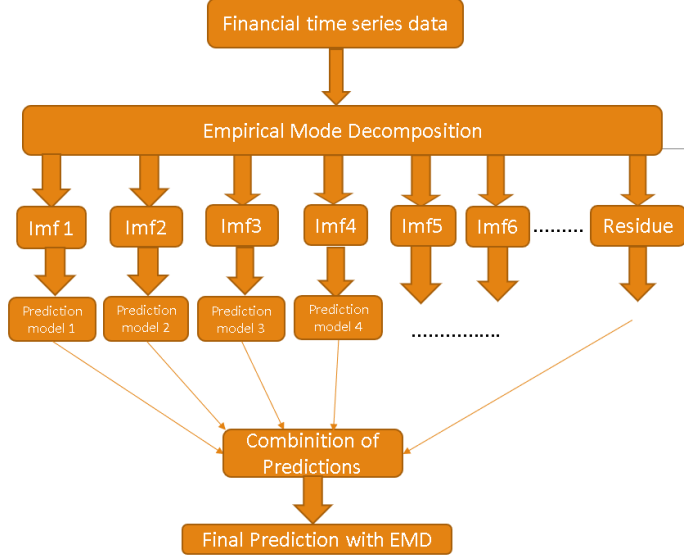 Financial time series data
Empirical Mode Decomposition
Imf 1 Imf2 Imf3 Imf4 Imf5 Imf6 ......... Residue
Prediction Prediction Prediction Prediction
model 1 model 2 model 3 model 4
...............
Combinition of
Predictions
Final Prediction with EMD